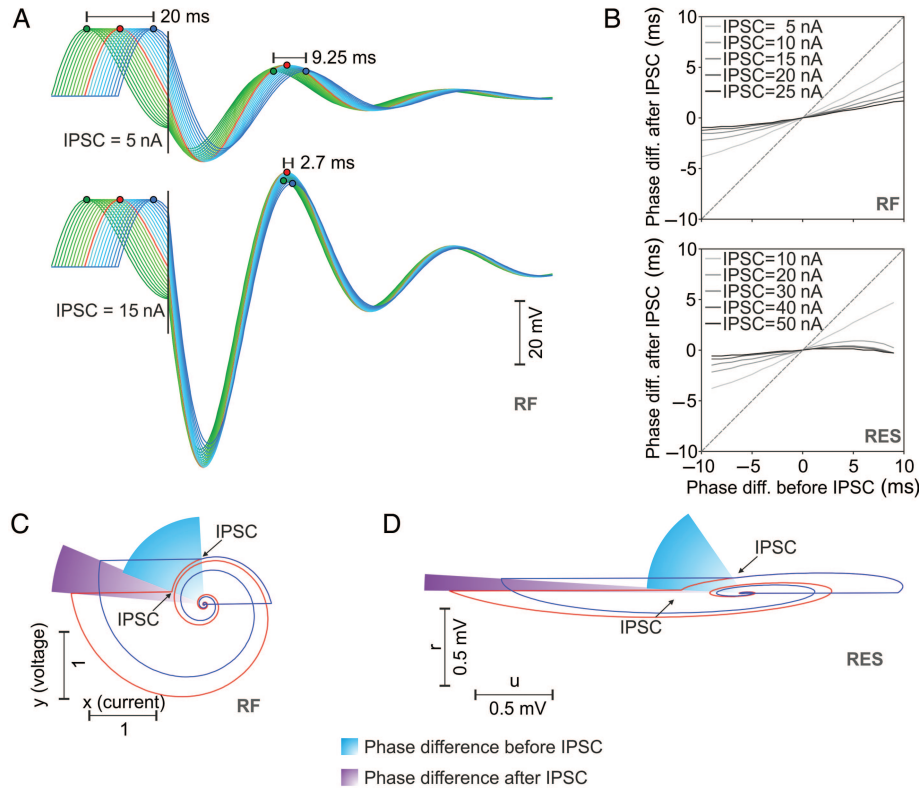 A
20 ms
9.25 ms
IPSC = 5 nA
2.7 ms
IPSC = 15 nA
20 mV
RF
B
Phase diff. after IPSC (ms)
10
5
0
-5
–10
IPSC= 5 nA
IPSC= 10 nA
IPSC= 15 nA
IPSC= 20 nA
IPSC= 25 nA
RF
Phase diff. after IPSC (ms)
10
5
0
-5
–10
IPSC=10 nA
IPSC=20 nA
IPSC=30 nA
IPSC=40 nA
IPSC=50 nA
RES
–10 –5 0 5 10
Phase diff. before IPSC (ms)
C
IPSC
IPSC
y (voltage)
1
x (current)
1
RF
D
IPSC
IPSC
r
0.5 mV
u
0.5 mV
RES
Phase difference before IPSC
Phase difference after IPSC